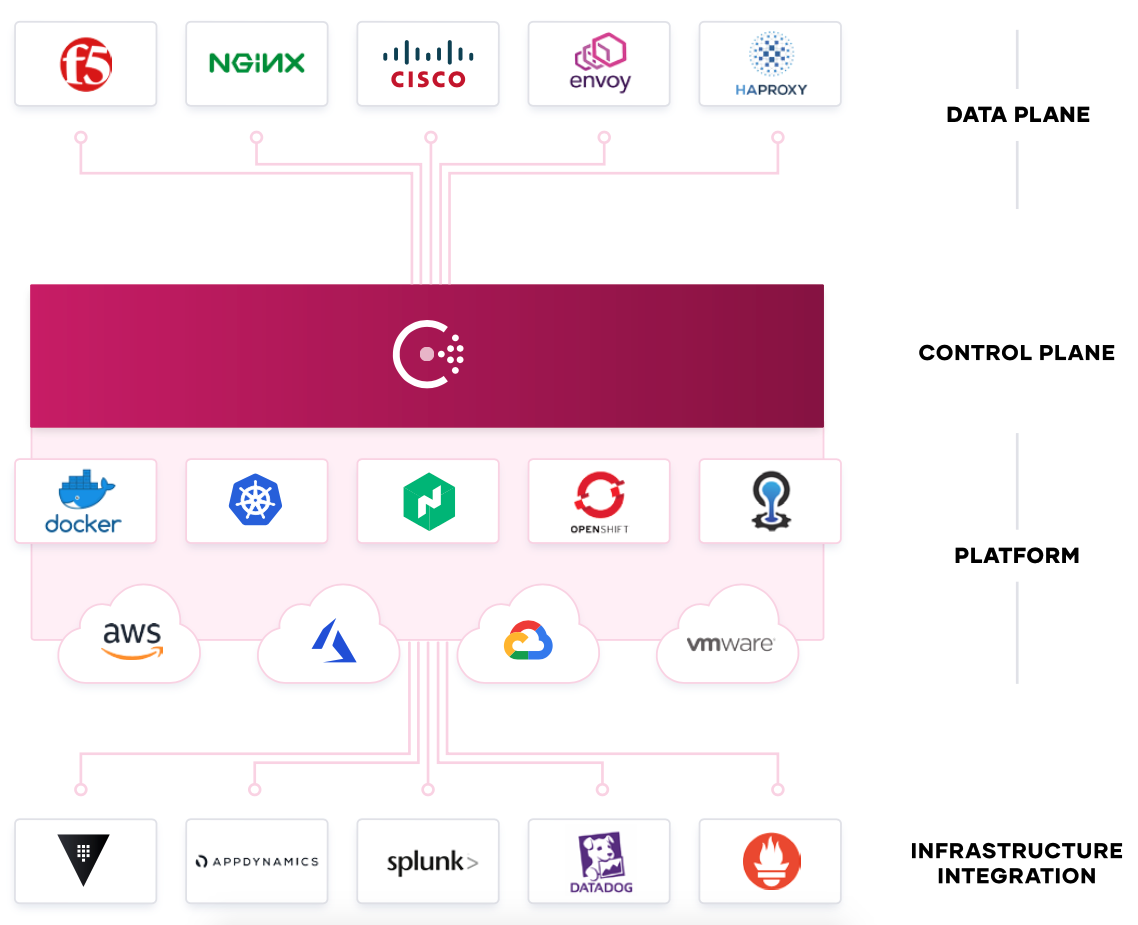 f5
NGINX
CISCO
envoy
HAPROXY
DATA PLANE
CONTROL PLANE
docker
OPENSHIFT
PLATFORM
aws
vmware
APPDYNAMICS
splunk>
DATADOG
INFRASTRUCTURE
INTEGRATION